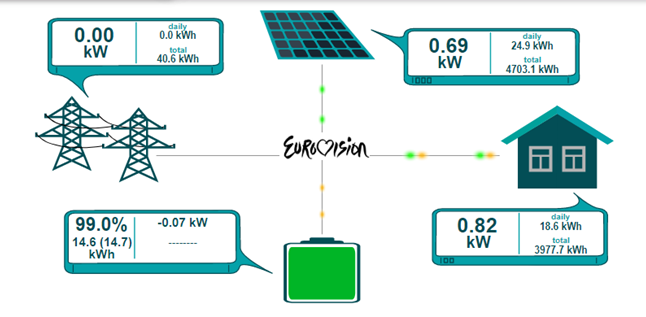 0.00
kW
daily
0.0 kWh
total
40.6 kWh
0.69
kW
daily
24.9 kWh
total
4703.1 kWh
EUROVISION
99.0%
14.6 (14.7)
kWh
-0.07 kW
--------
0.82
kW
daily
18.6 kWh
total
3977.7 kWh